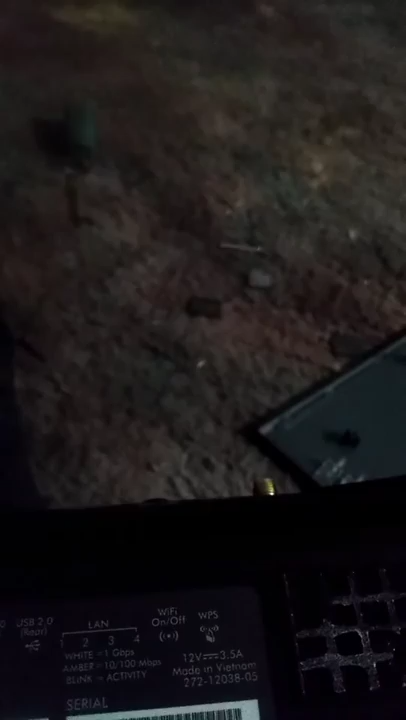 0 USB 2.0 LAN WiFi On/Off WPS
(Rear)
1 2 3 4
WHITE = 1 Gbps
AMBER = 10/100 Mbps
BLINK = ACTIVITY
12V⎓3.5A
Made in Vietnam
272-12038-05
SERIAL